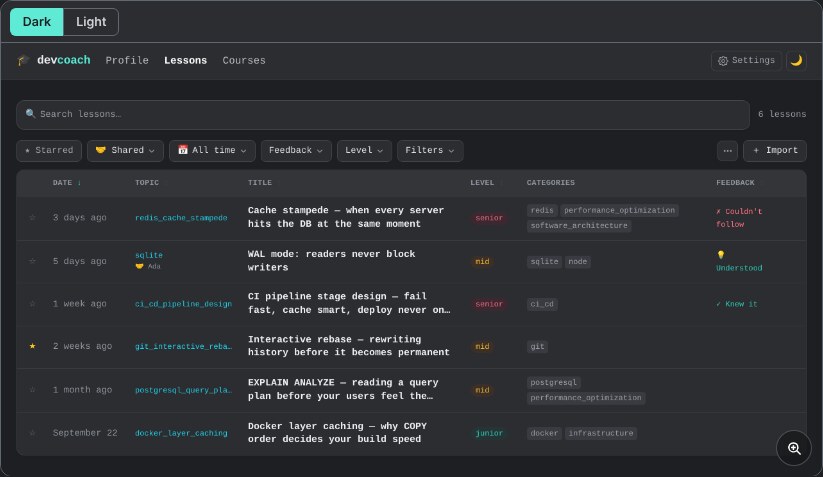 Dark Light
devcoach Profile Lessons Courses Settings
Search lessons… 6 lessons
Starred Shared All time Feedback Level Filters ... + Import
DATE ↓ TOPIC TITLE LEVEL CATEGORIES FEEDBACK
3 days ago redis_cache_stampede Cache stampede — when every server hits the DB at the same moment senior redis performance_optimization software_architecture ✗ Couldn't follow
5 days ago sqlite Ada WAL mode: readers never block writers mid sqlite node Understood
1 week ago ci_cd_pipeline_design CI pipeline stage design — fail fast, cache smart, deploy never on… senior ci_cd ✓ Knew it
2 weeks ago git_interactive_reba… Interactive rebase — rewriting history before it becomes permanent mid git
1 month ago postgresql_query_pla… EXPLAIN ANALYZE — reading a query plan before your users feel the… mid postgresql performance_optimization
September 22 docker_layer_caching Docker layer caching — why COPY order decides your build speed junior docker infrastructure